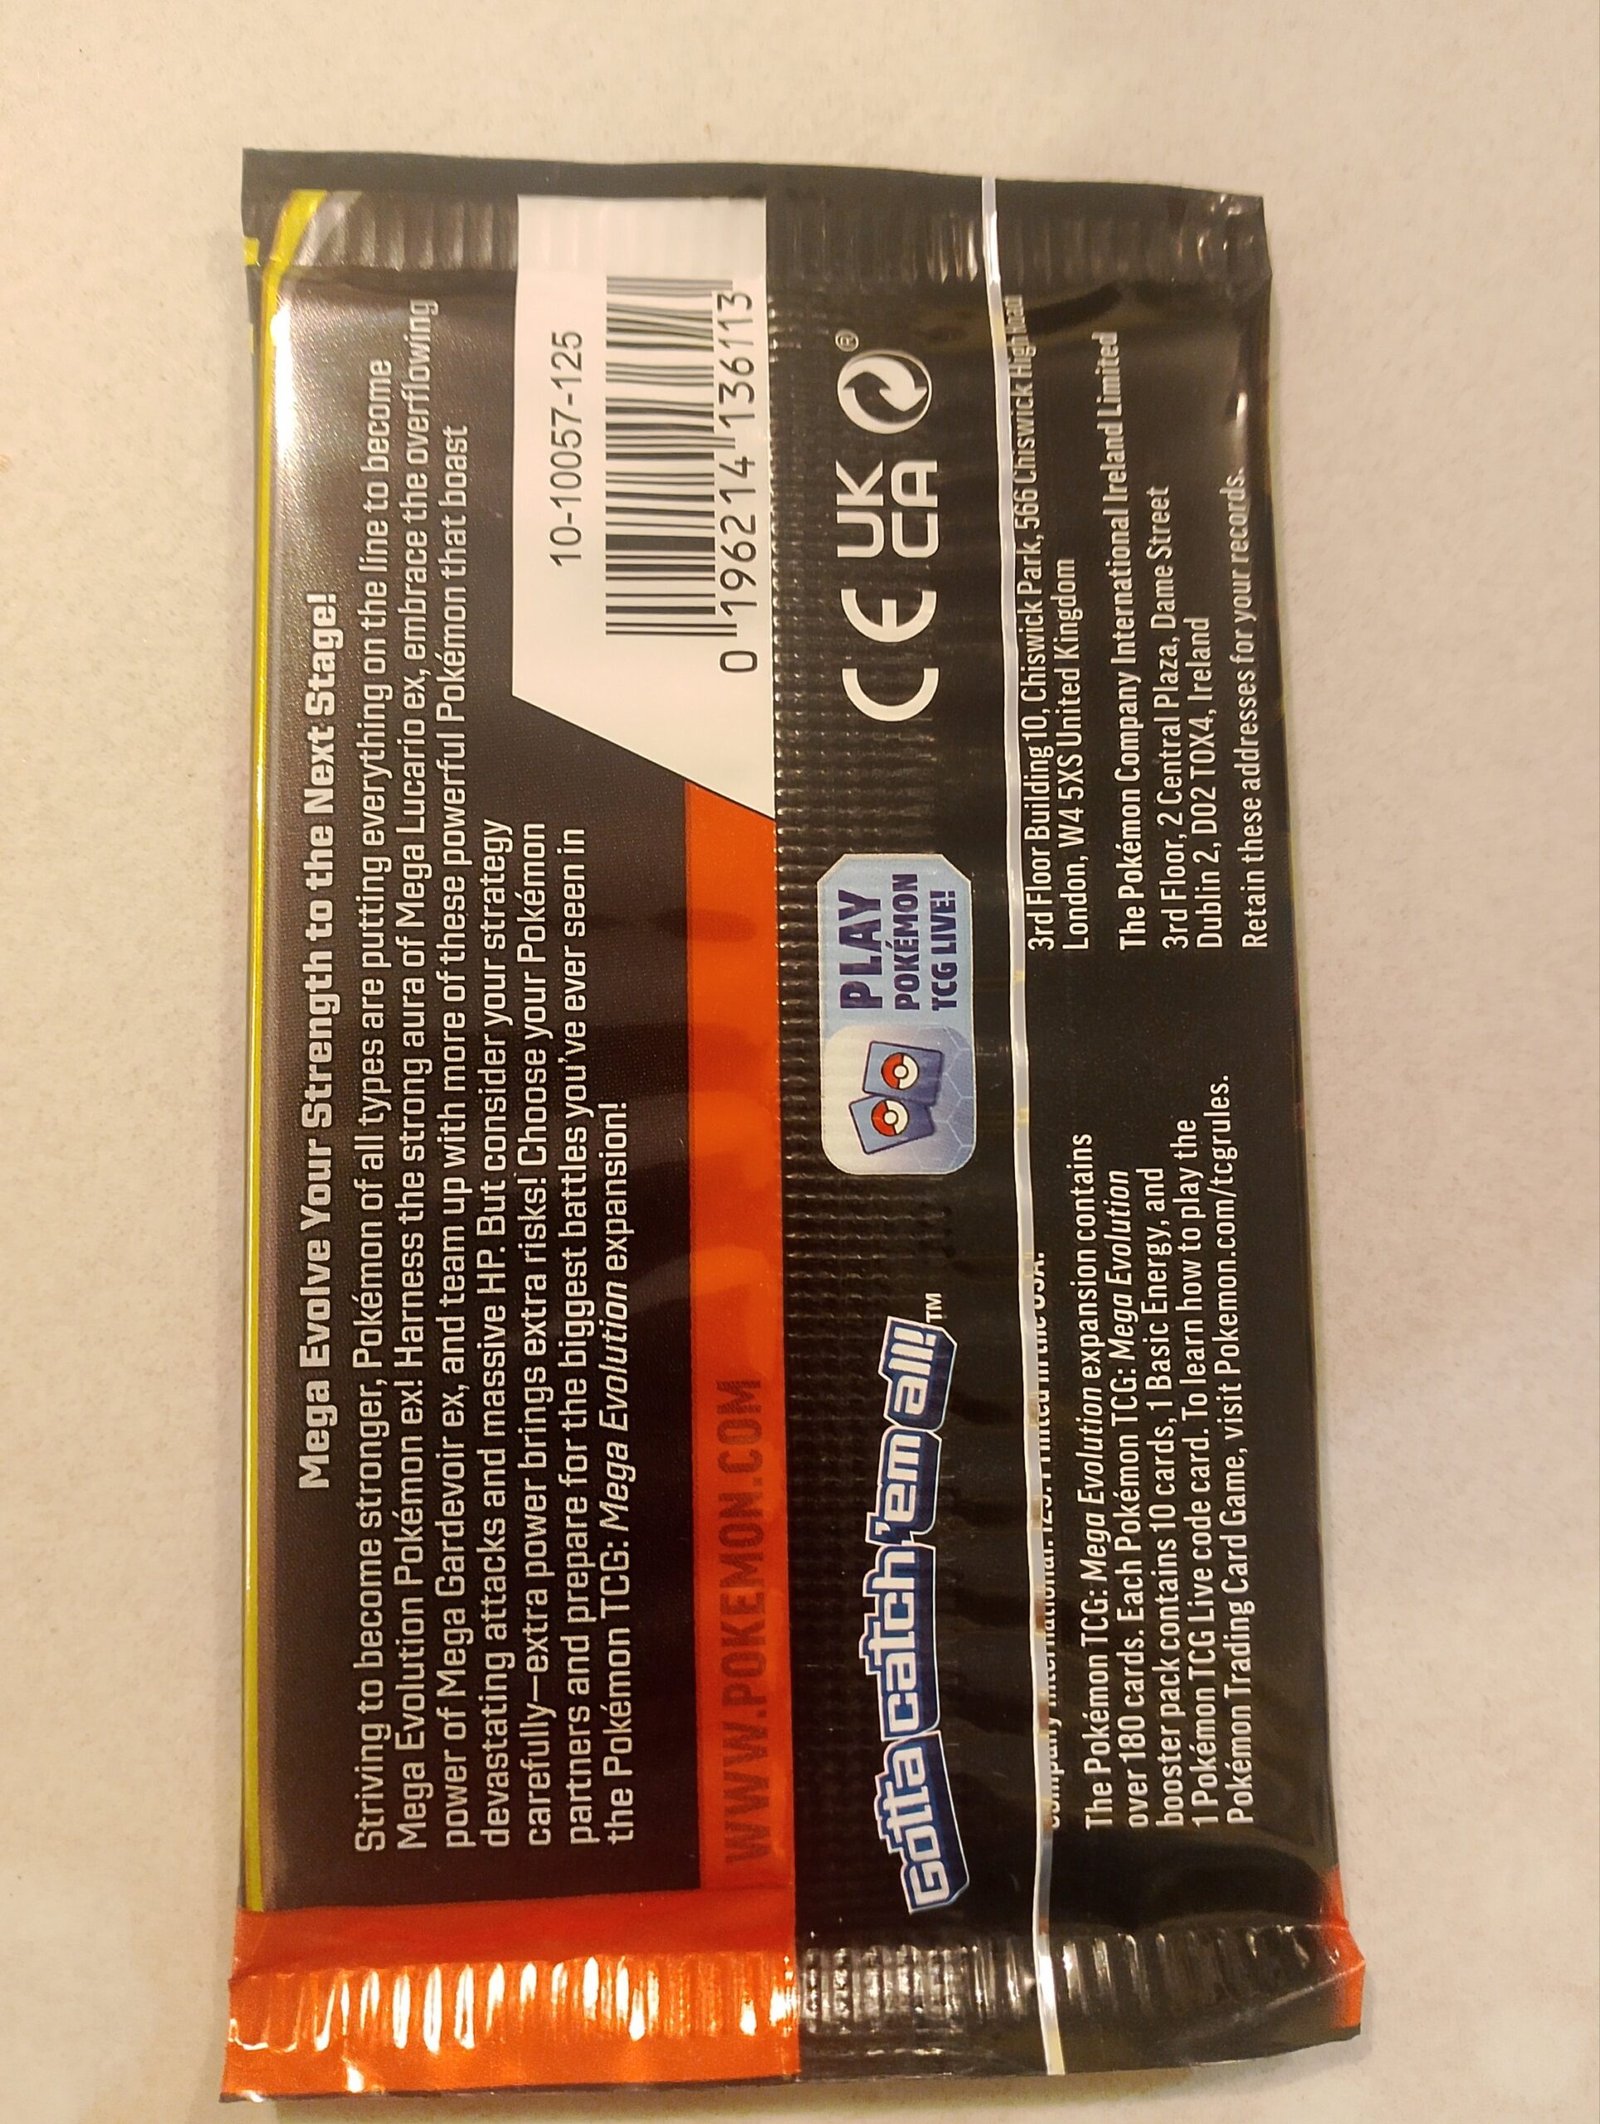 Mega Evolve Your Strength to the Next Stage!
Striving to become stronger, Pokémon of all types are putting everything on the line to become
Mega Evolution Pokémon ex! Harness the strong aura of Mega Lucario ex, embrace the overflowing
power of Mega Gardevoir ex, and team up with more of these powerful Pokémon that boast
devastating attacks and massive HP. But consider your strategy
carefully—extra power brings extra risks! Choose your Pokémon
partners and prepare for the biggest battles you've ever seen in
the Pokémon TCG: Mega Evolution expansion!
10-10057-125
0 196214 136113
WWW.POKEMON.COM
Gotta catch 'em all!™
PLAY
POKÉMON
TCG LIVE!
CE
UK
CA
®
Printed in the USA.
The Pokémon TCG: Mega Evolution expansion contains
over 180 cards. Each Pokémon TCG: Mega Evolution
booster pack contains 10 cards, 1 Basic Energy, and
1 Pokémon TCG Live code card. To learn how to play the
Pokémon Trading Card Game, visit Pokemon.com/tcgrules.
3rd Floor Building 10, Chiswick Park, 566 Chiswick High Road
London, W4 5XS United Kingdom
The Pokémon Company International Ireland Limited
3rd Floor, 2 Central Plaza, Dame Street
Dublin 2, D02 T0X4, Ireland
Retain these addresses for your records.